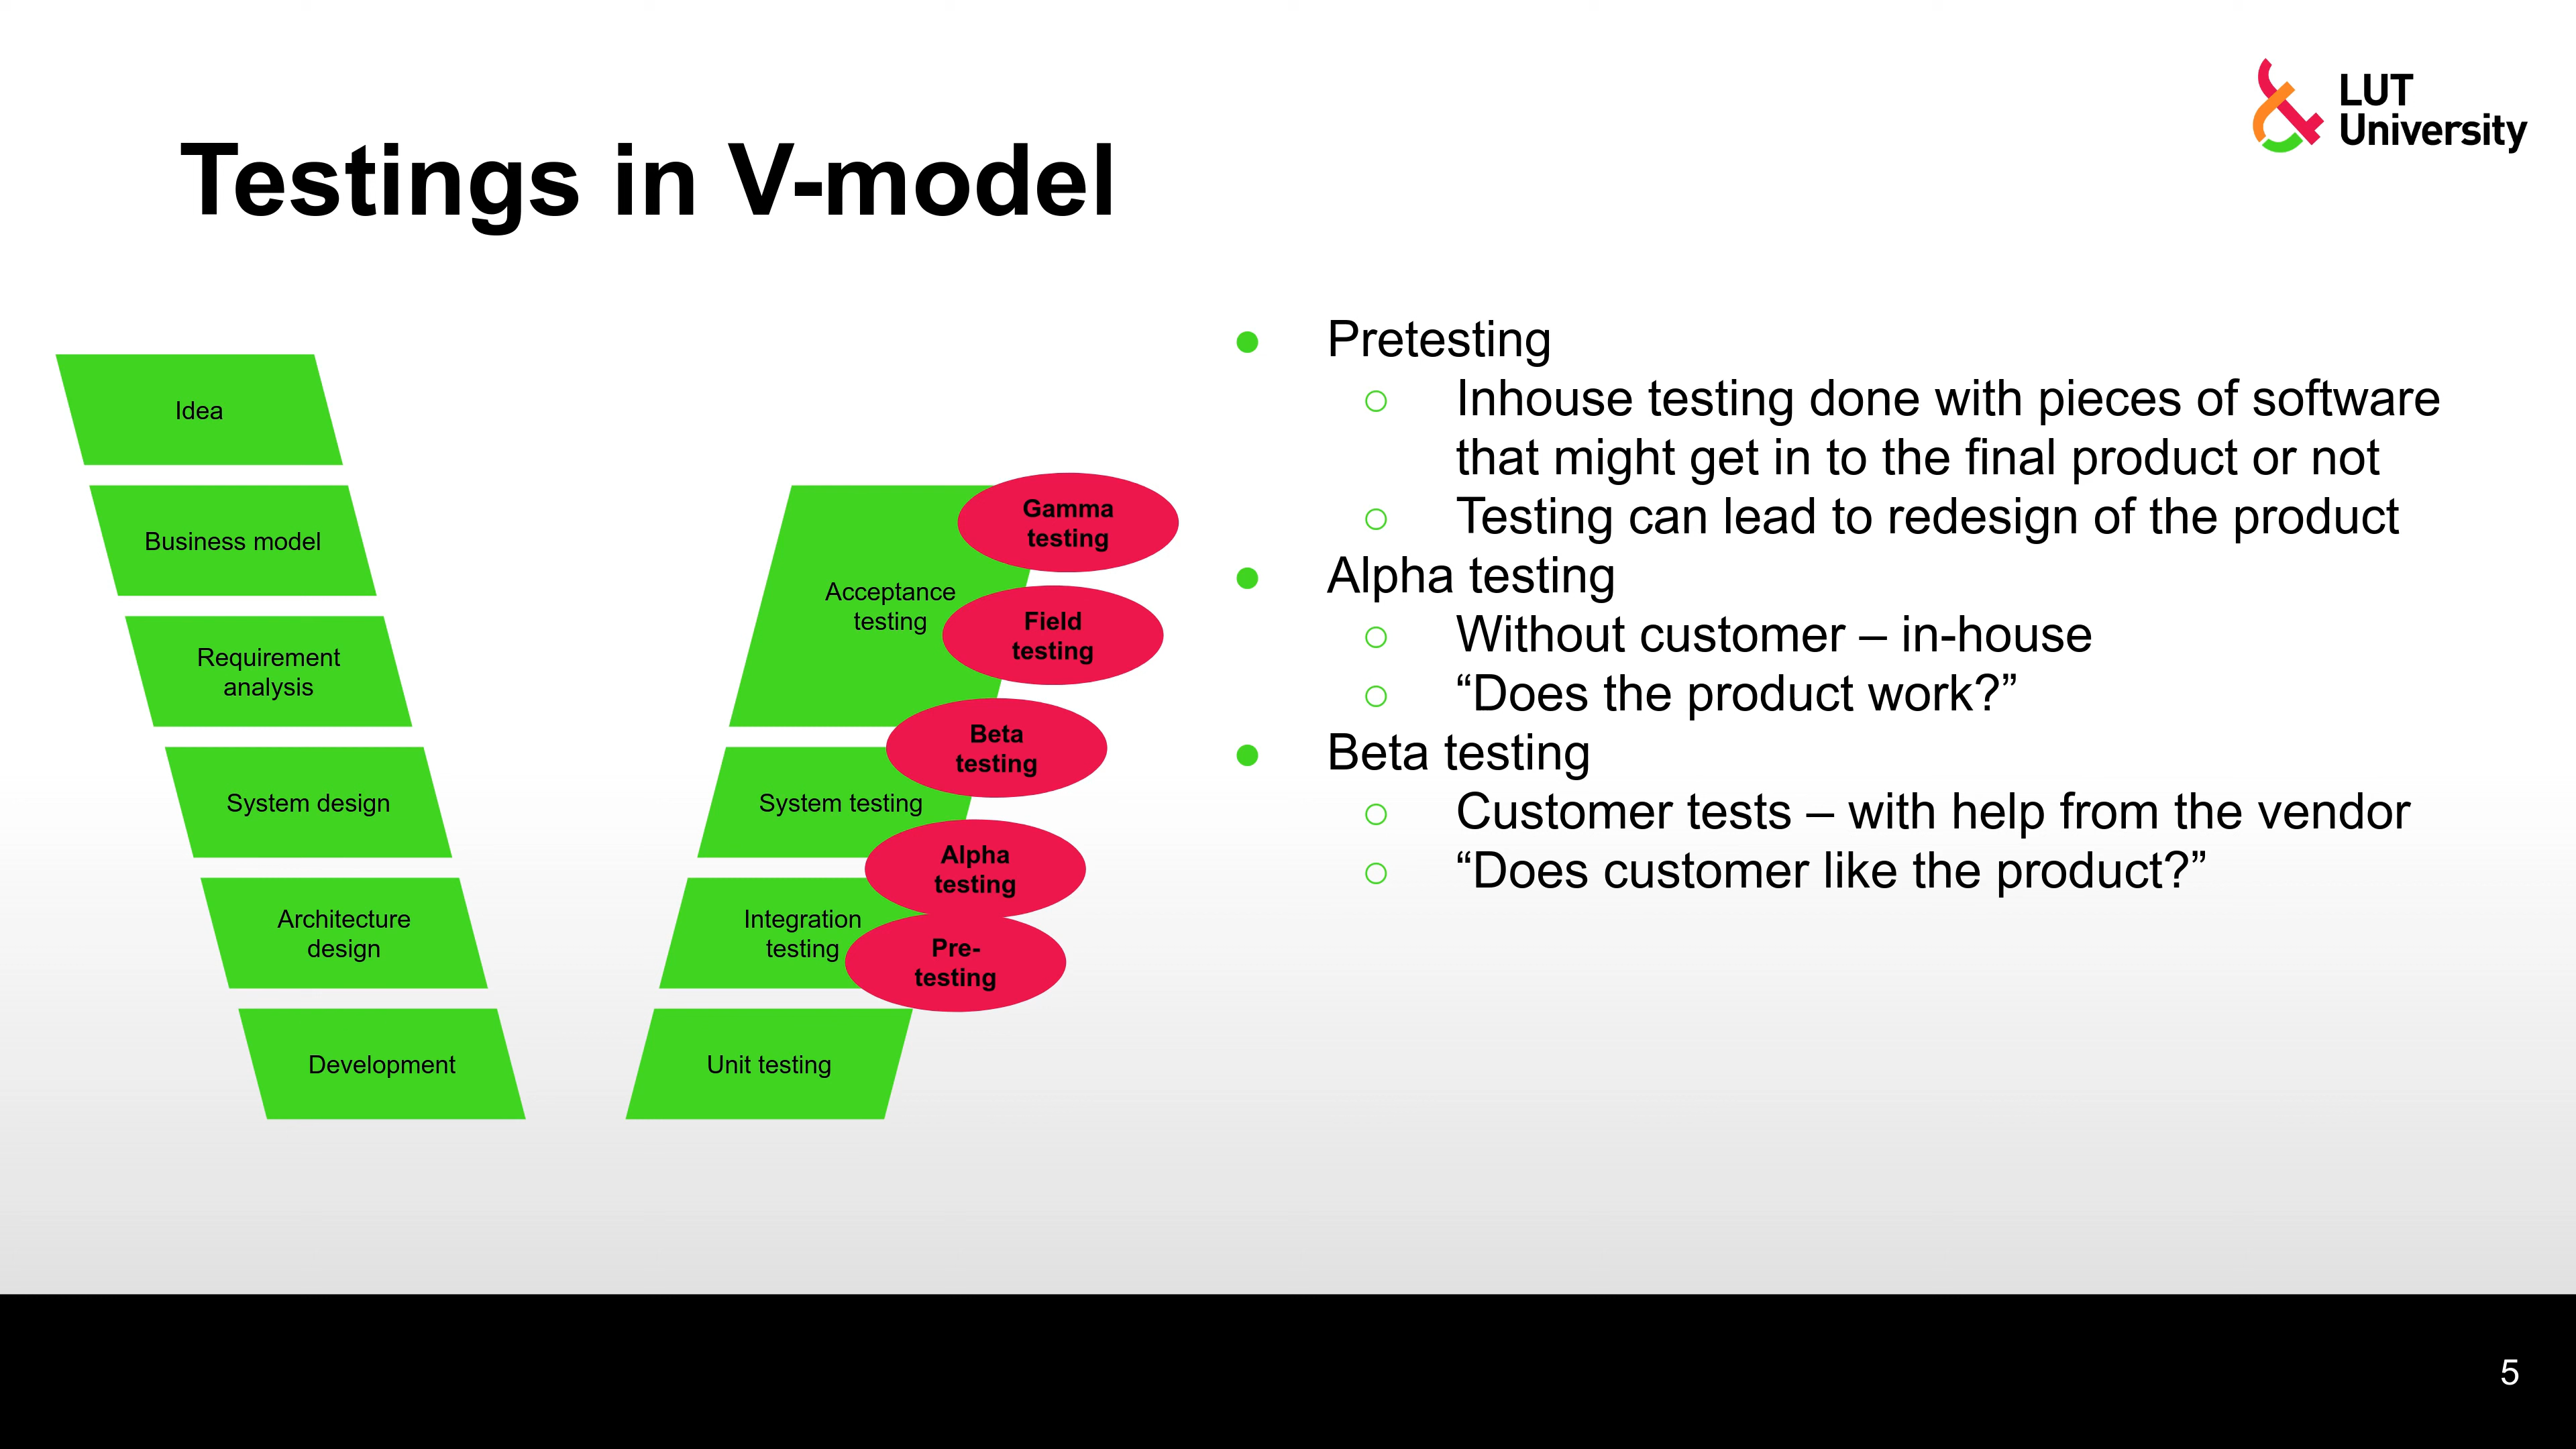 LUT
University
Testings in V-model
Idea
Business model
Requirement
analysis
System design
Architecture
design
Development
Acceptance
testing
System testing
Integration
testing
Unit testing
Gamma
testing
Field
testing
Beta
testing
Alpha
testing
Pre-
testing
● Pretesting
○ Inhouse testing done with pieces of software
that might get in to the final product or not
○ Testing can lead to redesign of the product
● Alpha testing
○ Without customer – in-house
○ “Does the product work?”
● Beta testing
○ Customer tests – with help from the vendor
○ “Does customer like the product?”
5